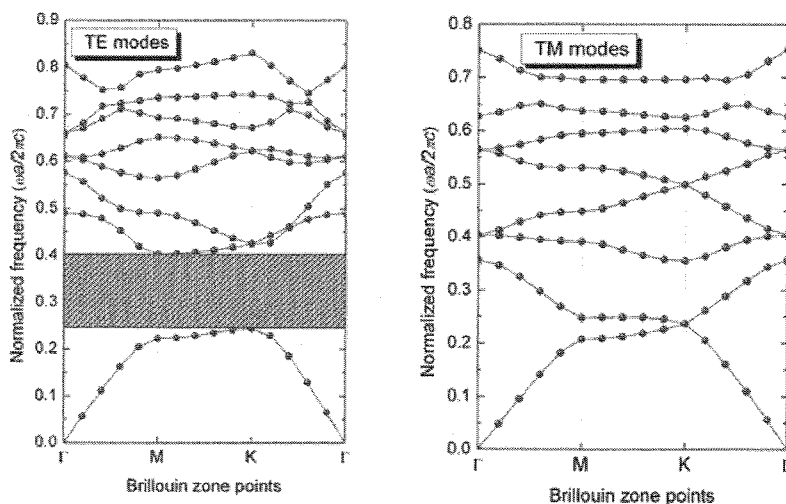 TE modes
Normalized frequency (ωa/2πc)
0.9
0.8
0.7
0.6
0.5
0.4
0.3
0.2
0.1
0.0
Γ M K Γ
Brillouin zone points
TM modes
Normalized frequency (ωa/2πc)
0.8
0.7
0.6
0.5
0.4
0.3
0.2
0.1
0.0
Γ M K Γ
Brillouin zone points